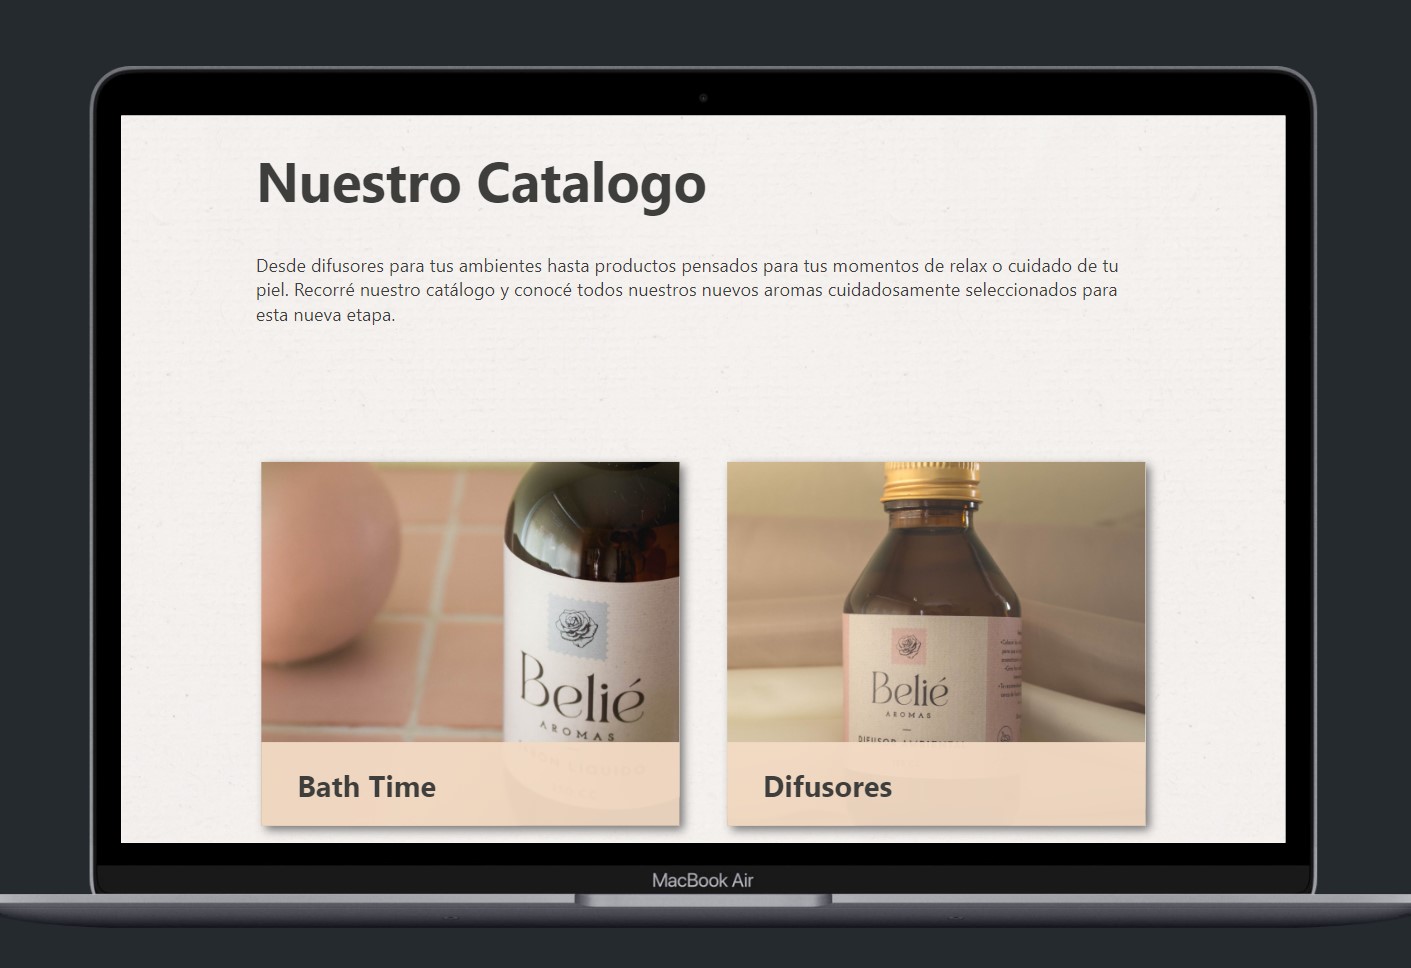 Nuestro Catalogo
Desde difusores para tus ambientes hasta productos pensados para tus momentos de relax o cuidado de tu
piel. Recorré nuestro catálogo y conocé todos nuestros nuevos aromas cuidadosamente seleccionados para
esta nueva etapa.
Belié
AROMAS
Bath Time
Belié
AROMAS
Difusores
MacBook Air